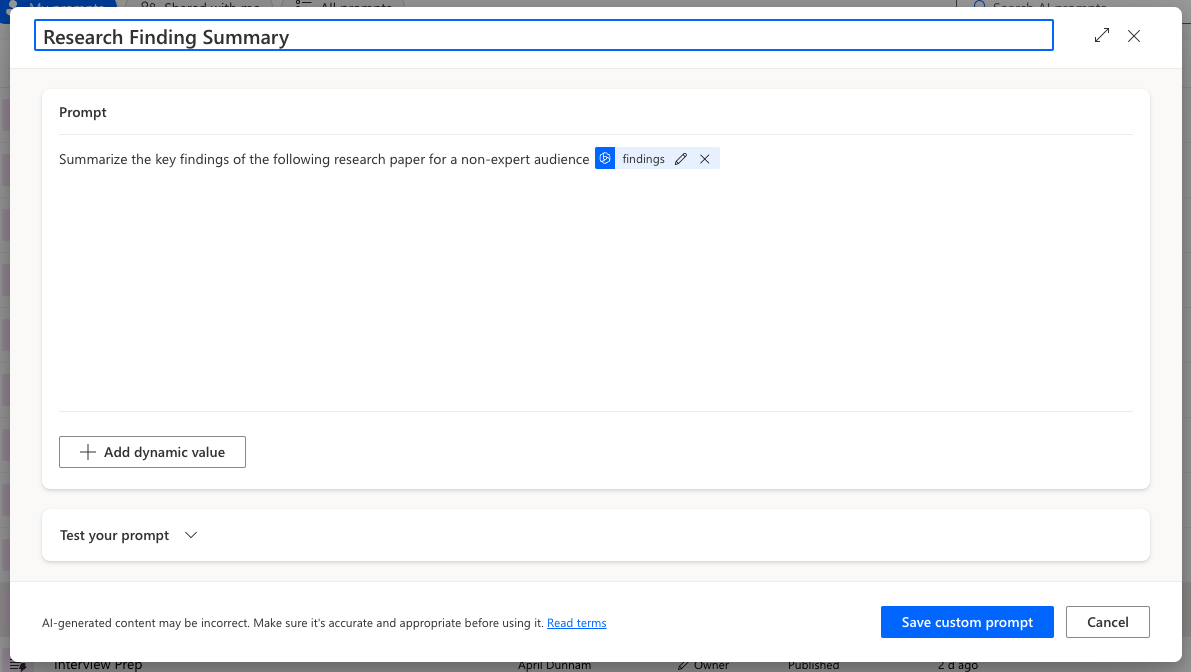 My prompts Shared with me All prompts Search AI prompts
Research Finding Summary
Prompt
Summarize the key findings of the following research paper for a non-expert audience findings
Add dynamic value
Test your prompt
AI-generated content may be incorrect. Make sure it's accurate and appropriate before using it. Read terms
Save custom prompt Cancel
Interview Prep April Dunnam Owner Published 2 d ago